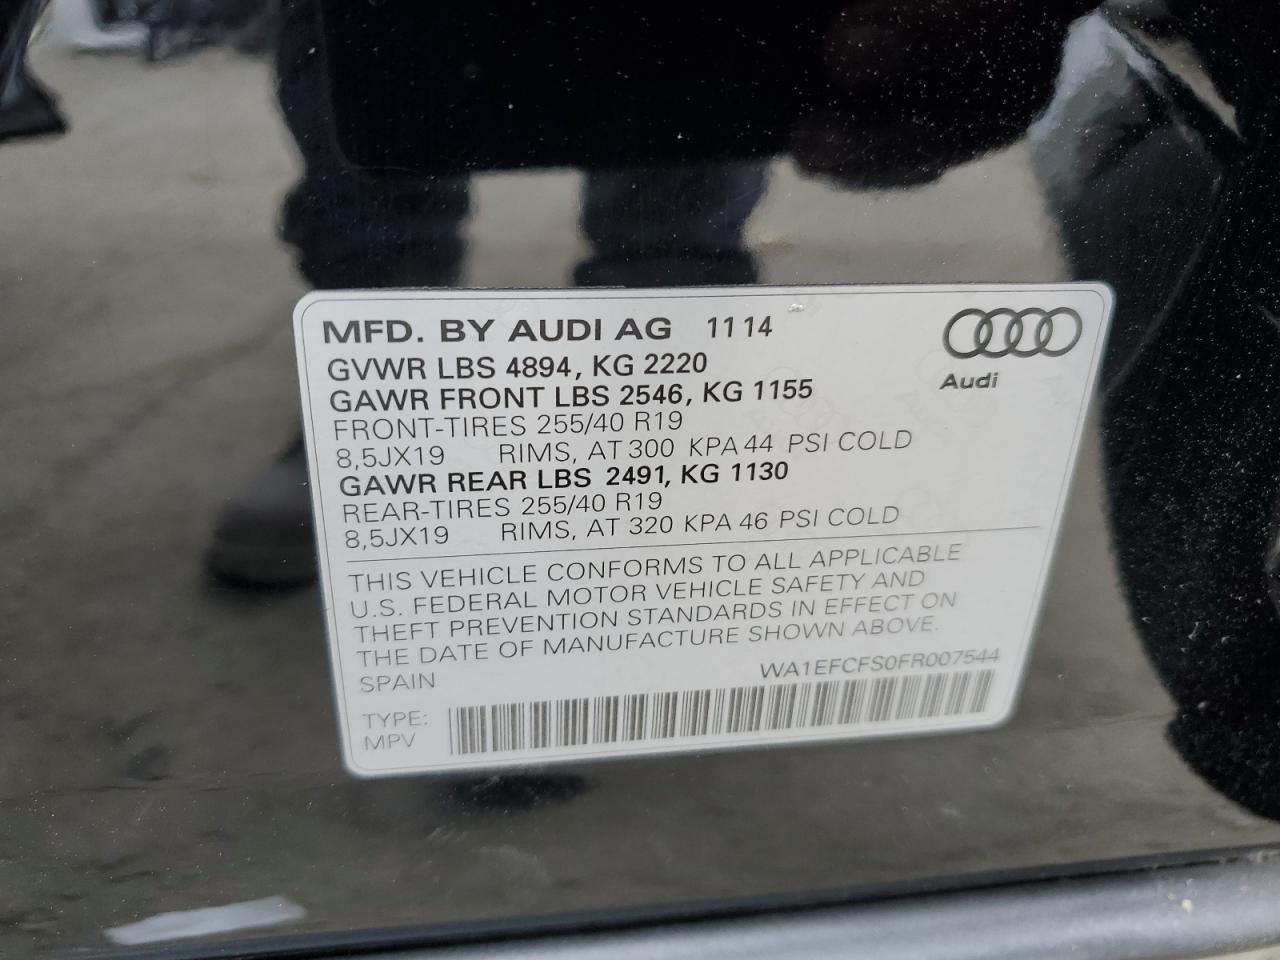 MFD. BY AUDI AG 11 14
GVWR LBS 4894, KG 2220
GAWR FRONT LBS 2546, KG 1155
FRONT-TIRES 255/40 R19
8,5JX19 RIMS, AT 300 KPA 44 PSI COLD
GAWR REAR LBS 2491, KG 1130
REAR-TIRES 255/40 R19
8,5JX19 RIMS, AT 320 KPA 46 PSI COLD
Audi
THIS VEHICLE CONFORMS TO ALL APPLICABLE
U.S. FEDERAL MOTOR VEHICLE SAFETY AND
THEFT PREVENTION STANDARDS IN EFFECT ON
THE DATE OF MANUFACTURE SHOWN ABOVE.
SPAIN WA1EFCFS0FR007544
TYPE:
MPV